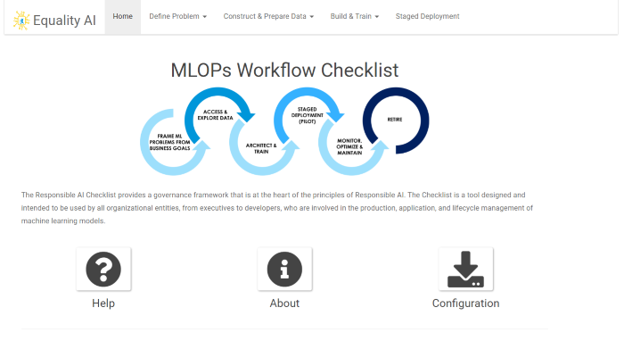 Equality AI
Home
Define Problem
Construct & Prepare Data
Build & Train
Staged Deployment
MLOPs Workflow Checklist
FRAME ML
PROBLEMS FROM
BUSINESS GOALS
ACCESS &
EXPLORE DATA
ARCHITECT &
TRAIN
STAGED
DEPLOYMENT
(PILOT)
MONITOR,
OPTIMIZE &
MAINTAIN
RETIRE
The Responsible AI Checklist provides a governance framework that is at the heart of the principles of Responsible AI. The Checklist is a tool designed and
intended to be used by all organizational entities, from executives to developers, who are involved in the production, application, and lifecycle management of
machine learning models.
Help
About
Configuration